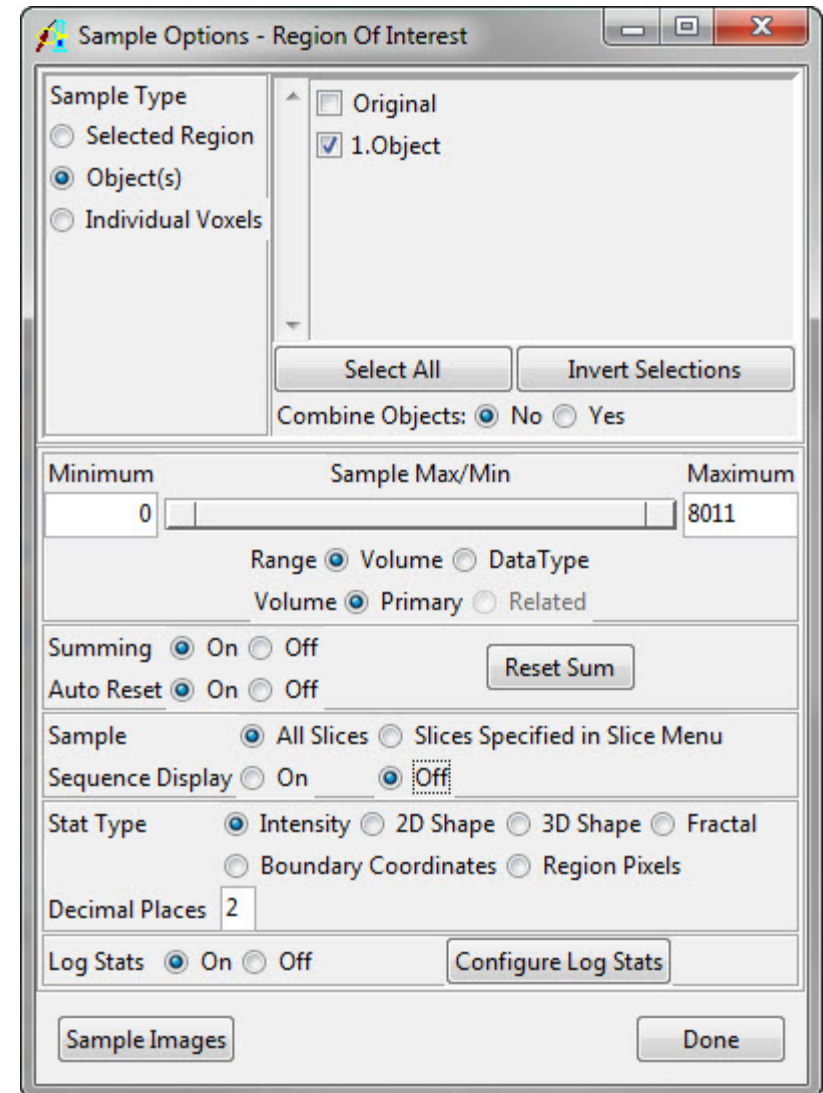 Sample Options - Region Of Interest
Sample Type
Selected Region
Object(s)
Individual Voxels
Original
1.Object
Select All Invert Selections
Combine Objects: No Yes
Minimum Sample Max/Min Maximum
0 8011
Range Volume DataType
Volume Primary Related
Summing On Off
Auto Reset On Off
Reset Sum
Sample All Slices Slices Specified in Slice Menu
Sequence Display On Off
Stat Type Intensity 2D Shape 3D Shape Fractal
Boundary Coordinates Region Pixels
Decimal Places 2
Log Stats On Off Configure Log Stats
Sample Images Done